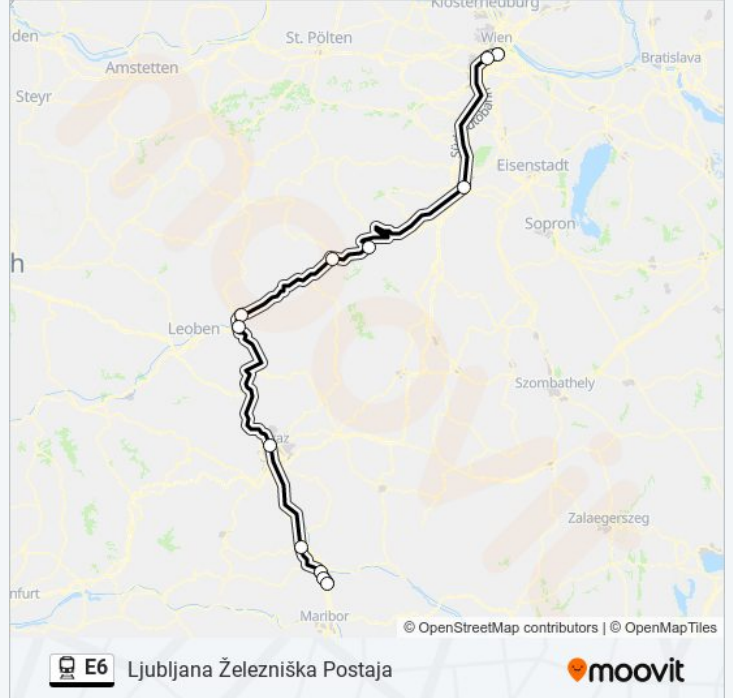 Klosterneuburg
Wien
St. Pölten
den
Bratislava
Amstetten
Steyr
Eisenstadt
Sopron
h
Leoben
Szombathely
az
Zalaegerszeg
nfurt
Maribor
© OpenStreetMap contributors | © OpenMapTiles
E6 Ljubljana Železniška Postaja
moovit